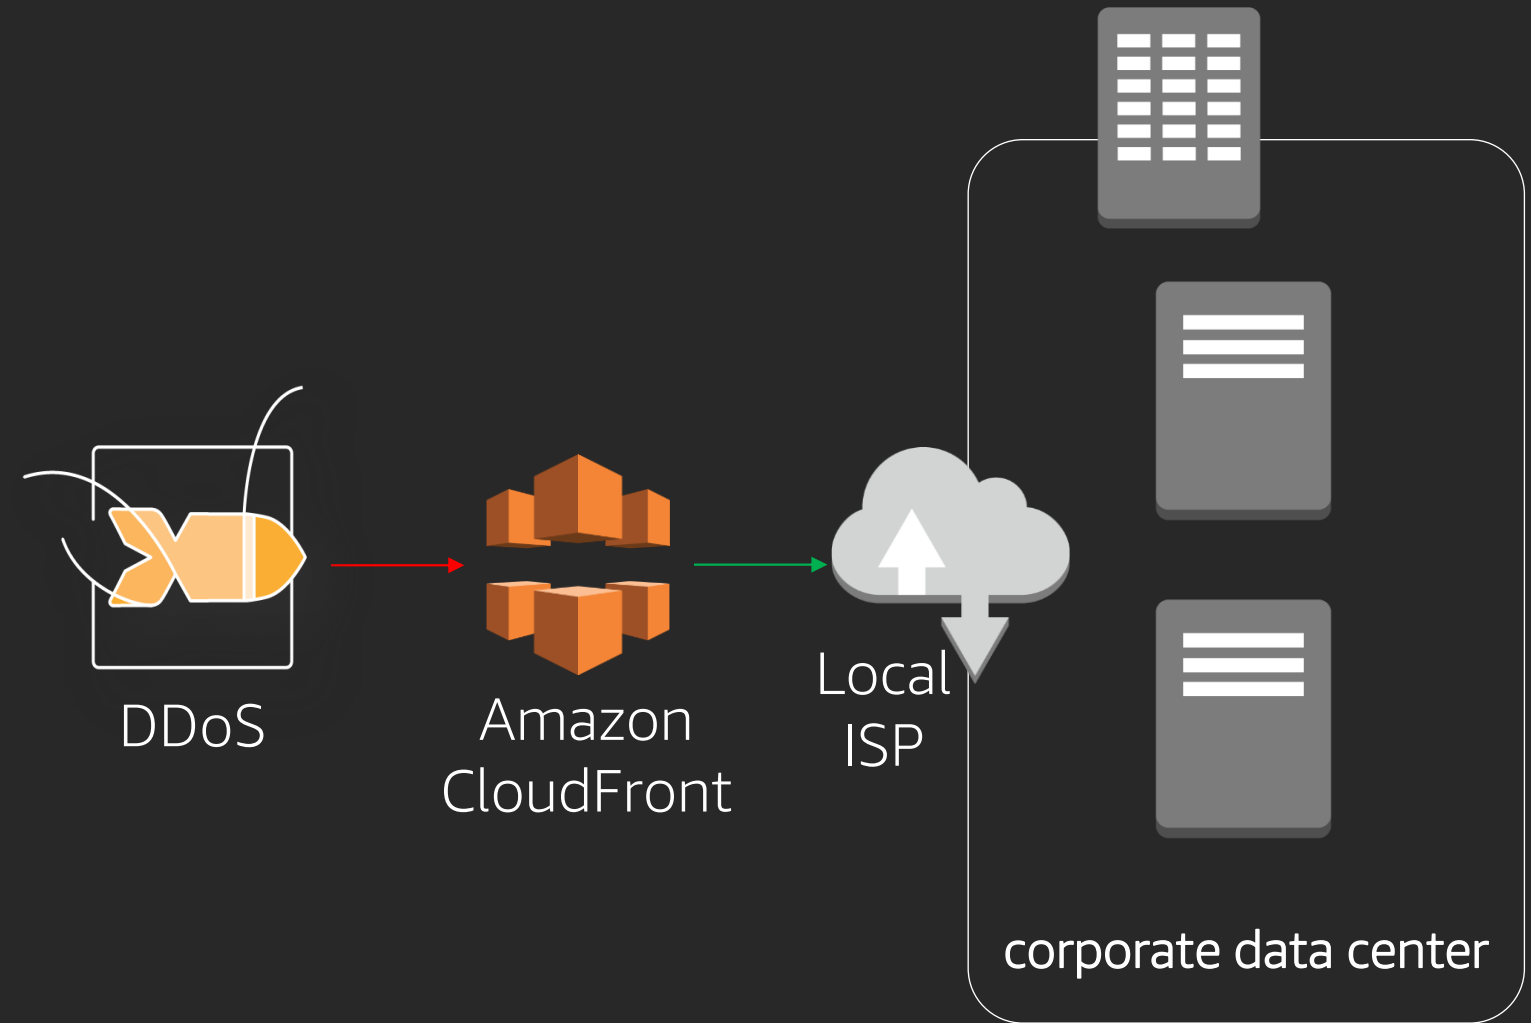 DDoS
Amazon
CloudFront
Local
ISP
corporate data center